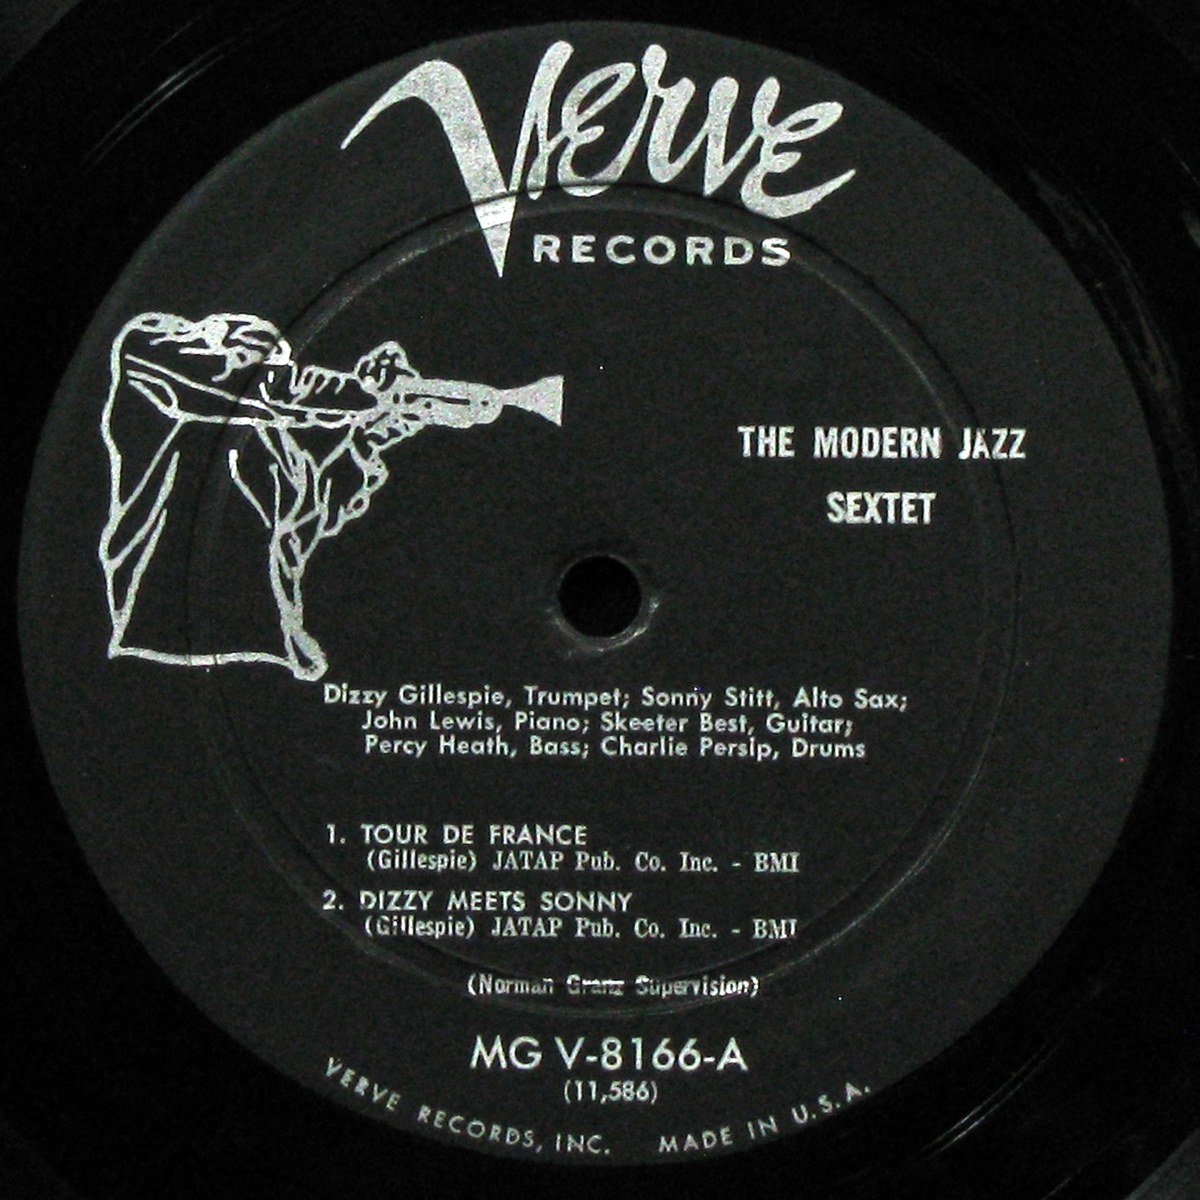 Verve
RECORDS
THE MODERN JAZZ
SEXTET
Dizzy Gillespie, Trumpet; Sonny Stitt, Alto Sax;
John Lewis, Piano; Skeeter Best, Guitar;
Percy Heath, Bass; Charlie Persip, Drums
1. TOUR DE FRANCE
(Gillespie) JATAP Pub. Co. Inc. - BMI
2. DIZZY MEETS SONNY
(Gillespie) JATAP Pub. Co. Inc. - BMI
(Norman Granz Supervision)
MG V-8166-A
(11,586)
VERVE RECORDS, INC. MADE IN U.S.A.